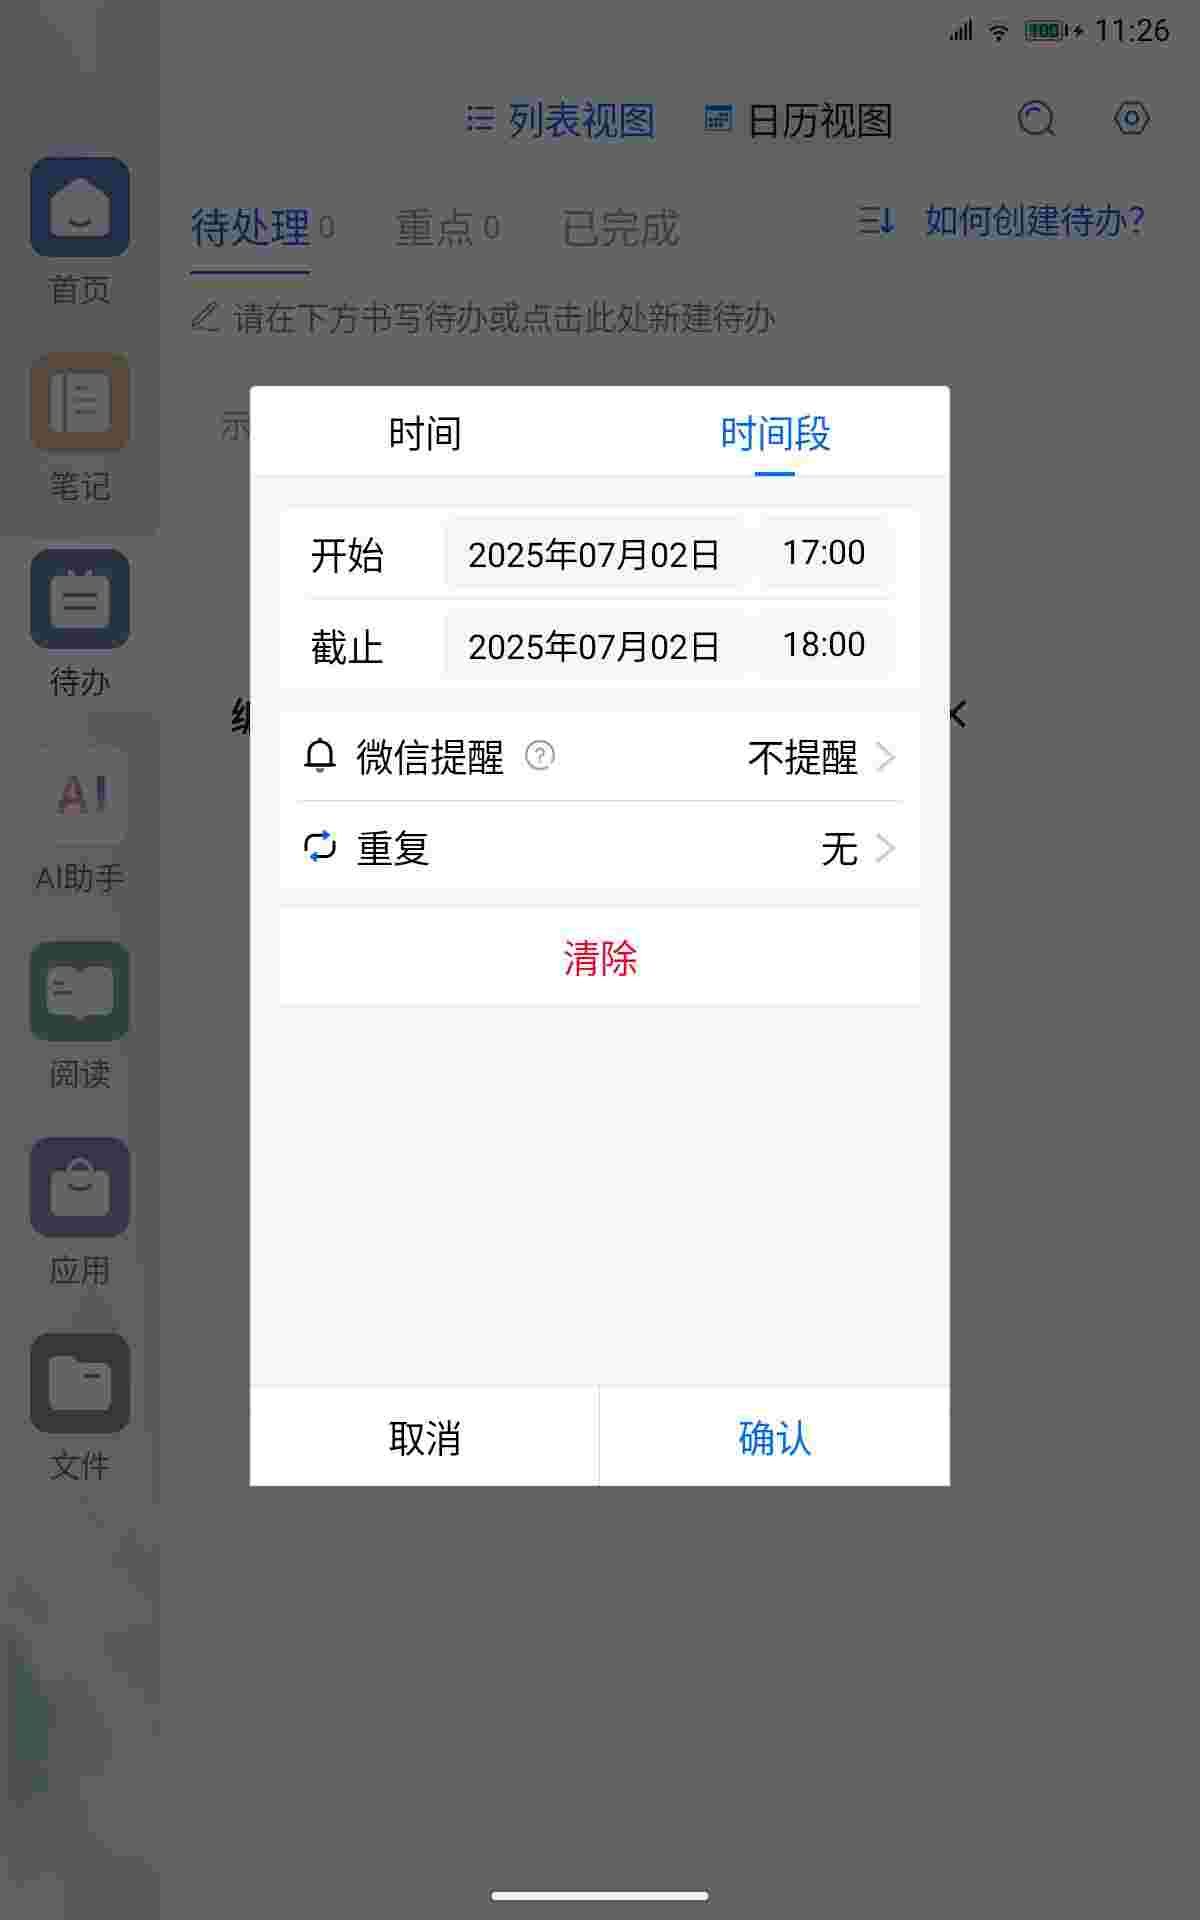 100 11:26
列表视图 日历视图
待处理 0 重点 0 已完成 如何创建待办?
请在下方书写待办或点击此处新建待办
示
时间 时间段
开始 2025年07月02日 17:00
截止 2025年07月02日 18:00
微信提醒 ? 不提醒
重复 无
清除
取消 确认
首页
笔记
待办
AI
AI助手
阅读
应用
文件